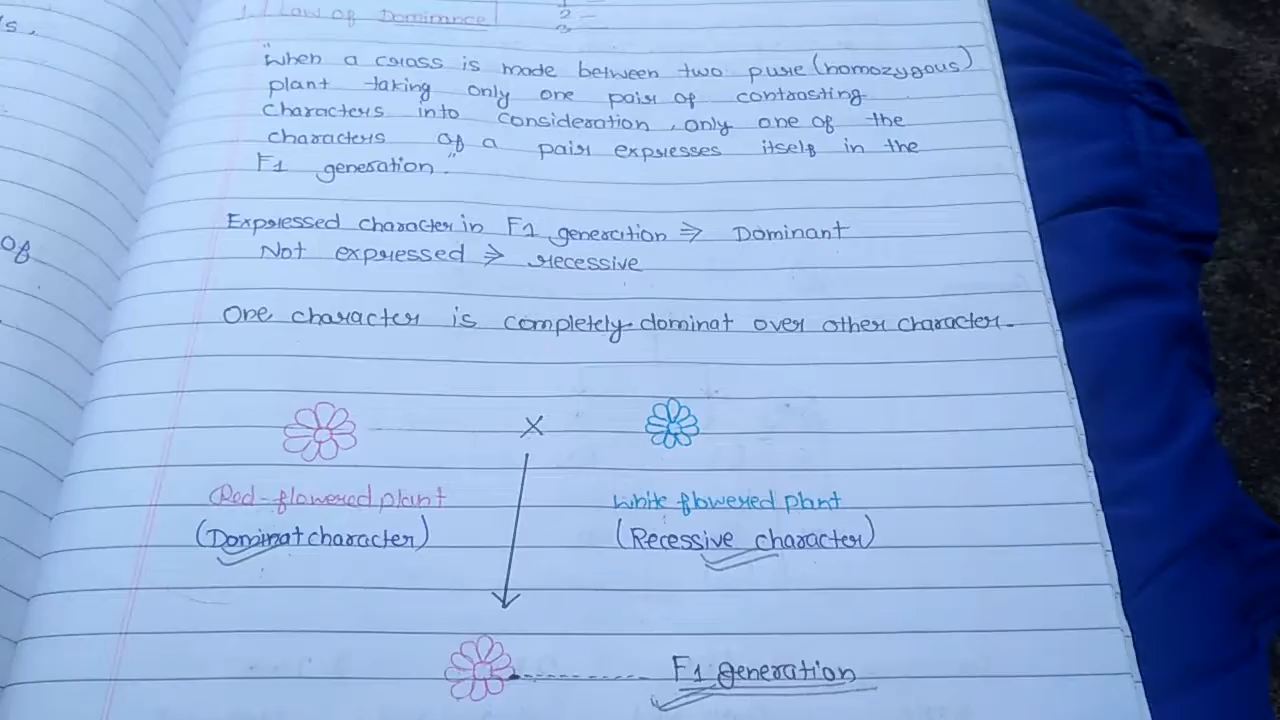 s.
of
1. Law of Dominance
1
2 -
"When a cross is made between two pure (homozygous)
plant taking only one pair of contrasting
characters into consideration, only one of the
characters of a pair expresses itself in the
F1 generation."
Expressed character in F1 generation ⇒ Dominant
Not expressed ⇒ recessive
One character is completely dominat over other character.
X
Red-flowered plant
White flowered plant
(Dominat character)
(Recessive character)
F1 generation